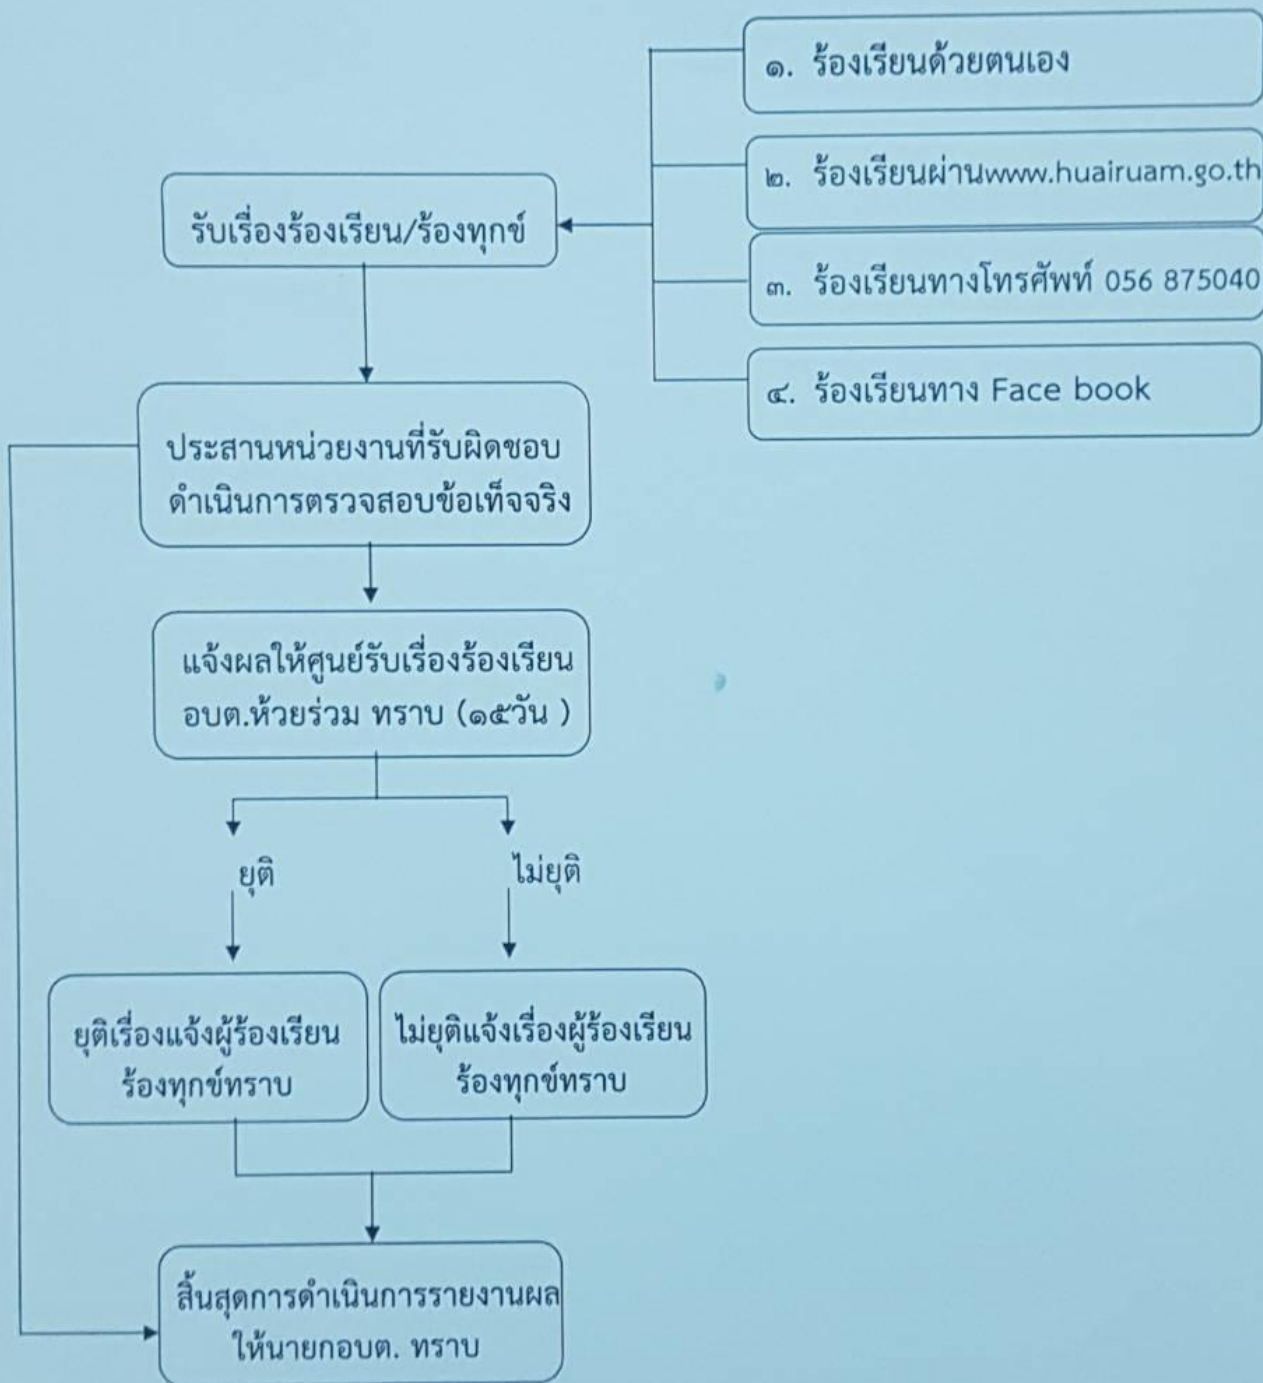 ๑. ร้องเรียนด้วยตนเอง
๒. ร้องเรียนผ่านwww.huairuam.go.th
รับเรื่องร้องเรียน/ร้องทุกข์
๓. ร้องเรียนทางโทรศัพท์ 056 875040
๔. ร้องเรียนทาง Face book
ประสานหน่วยงานที่รับผิดชอบ
ดำเนินการตรวจสอบข้อเท็จจริง
แจ้งผลให้ศูนย์รับเรื่องร้องเรียน
อบต.ห้วยร่วม ทราบ (๑๕วัน )
ยุติ
ไม่ยุติ
ยุติเรื่องแจ้งผู้ร้องเรียน
ร้องทุกข์ทราบ
ไม่ยุติแจ้งเรื่องผู้ร้องเรียน
ร้องทุกข์ทราบ
สิ้นสุดการดำเนินการรายงานผล
ให้นายกอบต. ทราบ